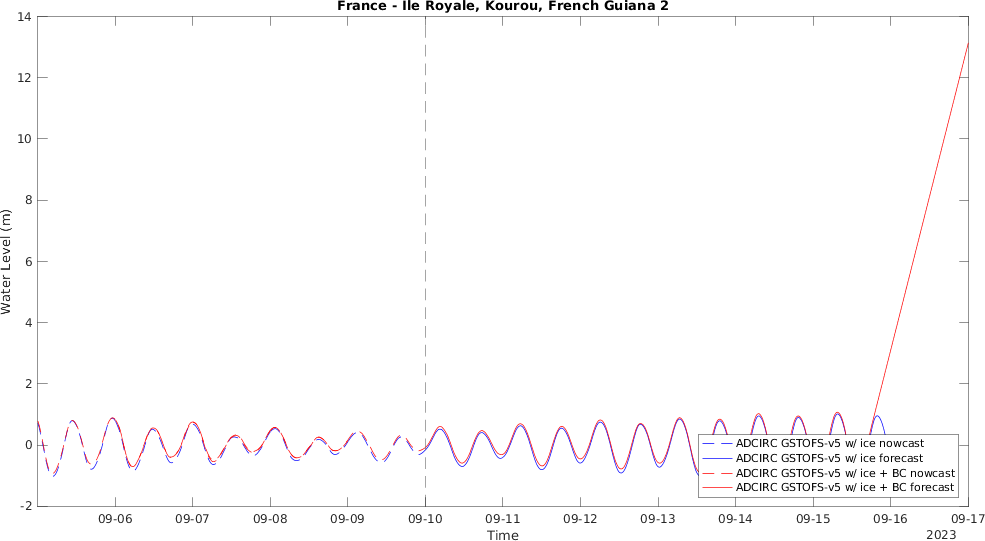 France - Ile Royale, Kourou, French Guiana 2
14
12
10
8
6
4
2
0
-2
Water Level (m)
ADCIRC GSTOFS-v5 w/ ice nowcast
ADCIRC GSTOFS-v5 w/ ice forecast
ADCIRC GSTOFS-v5 w/ ice + BC nowcast
ADCIRC GSTOFS-v5 w/ ice + BC forecast
09-06 09-07 09-08 09-09 09-10 09-11 09-12 09-13 09-14 09-15 09-16 09-17
Time
2023